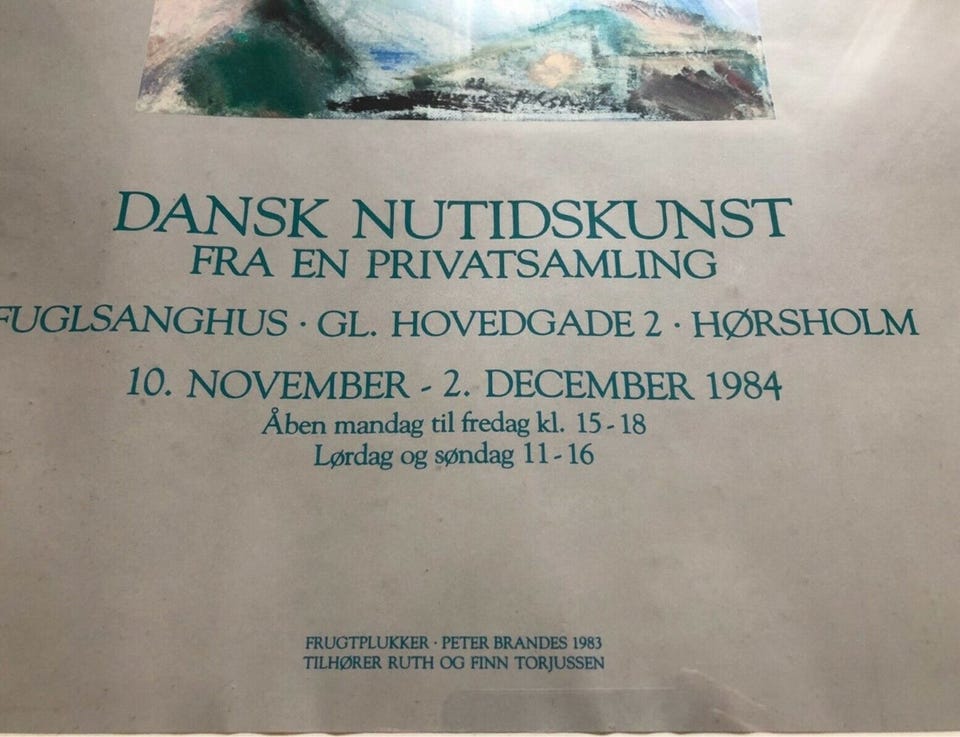 DANSK NUTIDSKUNST
FRA EN PRIVATSAMLING
FUGLSANGHUS · GL. HOVEDGADE 2 · HØRSHOLM
10. NOVEMBER - 2. DECEMBER 1984
Åben mandag til fredag kl. 15-18
Lørdag og søndag 11-16
FRUGTPLUKKER · PETER BRANDES 1983
TILHØRER RUTH OG FINN TORJUSSEN